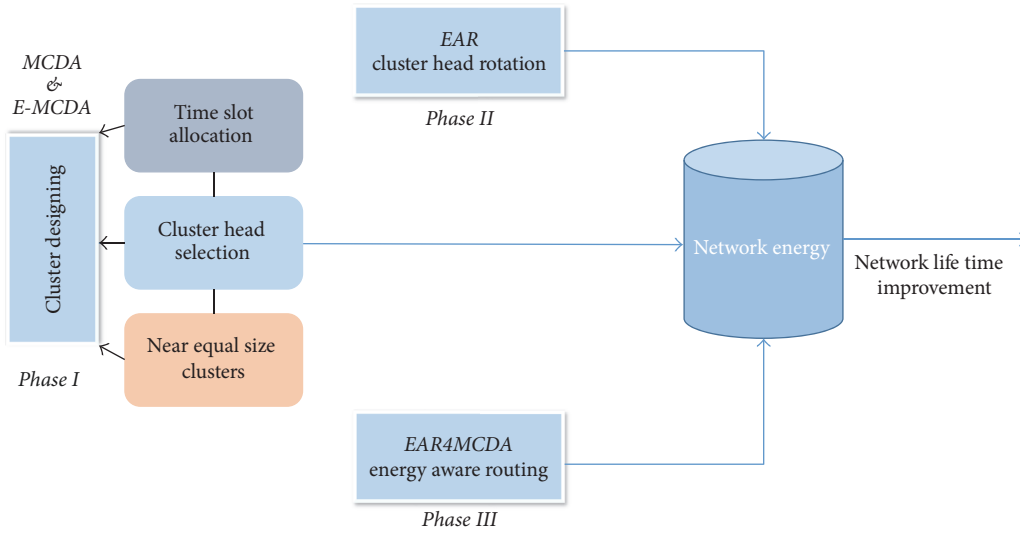 MCDA
&
E-MCDA
Cluster designing
Phase I
Time slot
allocation
Cluster head
selection
Near equal size
clusters
EAR
cluster head rotation
Phase II
EAR4MCDA
energy aware routing
Phase III
Network energy
Network life time
improvement